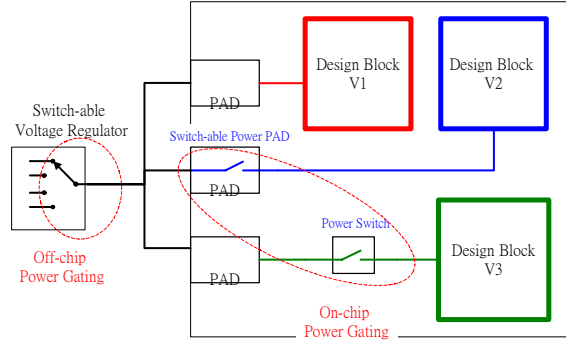 Design Block
V1
Design Block
V2
PAD
Switch-able
Voltage Regulator
Switch-able Power PAD
PAD
Power Switch
Design Block
V3
Off-chip
Power Gating
PAD
On-chip
Power Gating